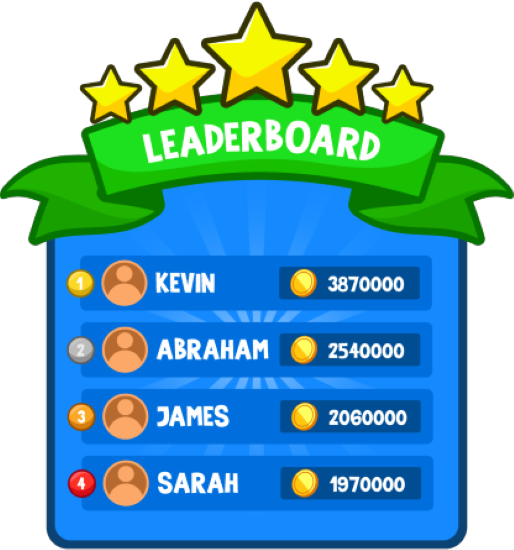 LEADERBOARD
1 KEVIN 3870000
2 ABRAHAM 2540000
3 JAMES 2060000
4 SARAH 1970000